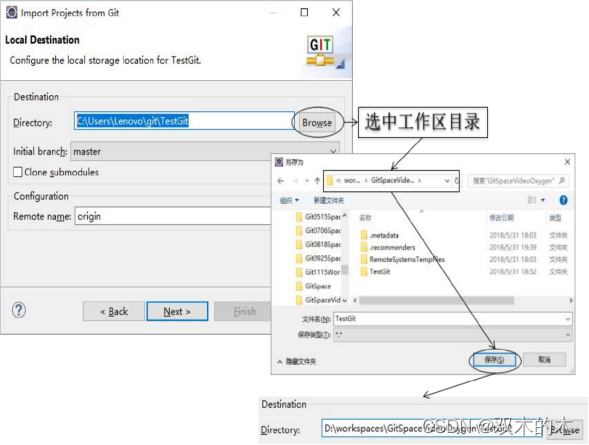 Import Projects from Git
Local Destination
Configure the local storage location for TestGit.
GIT
Destination
Directory: C:\Users\Lenovo\git\TestGit Browse
选中工作区目录
Initial branch: master
Clone submodules
Configuration
Remote name: origin
< Back Next > Finish
另存为
« wor... › GitSpaceVide... › 搜索"GitSpaceVideoOxygen"
组织 新建文件夹
名称 修改日期 类型
Git0515Spac
Git0706Spac
Git0818Spac
Git0925Spac
Git1115Wor
GitSpace
GitSpaceVid
.metadata 2018/5/31 18:03 文件夹
.recommenders 2018/5/31 19:39 文件夹
RemoteSystemsTempFiles 2018/5/31 18:03 文件夹
TestGit 2018/5/31 18:52 文件夹
文件名(N): TestGit
保存类型(T): *.*
隐藏文件夹 保存(S) 取消
Destination
Directory: D:\workspaces\GitSpaceVideoOxygen\TestGit Browse
CSDN @双木的木